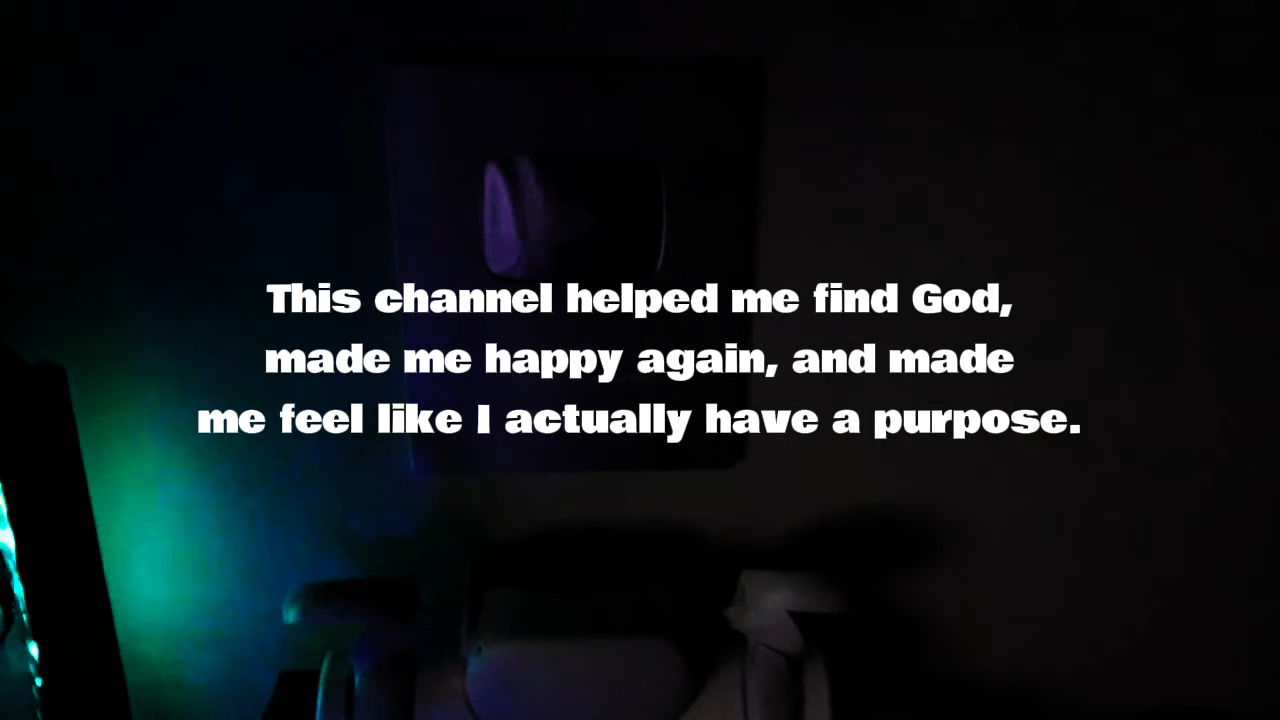 This channel helped me find God,
made me happy again, and made
me feel like I actually have a purpose.